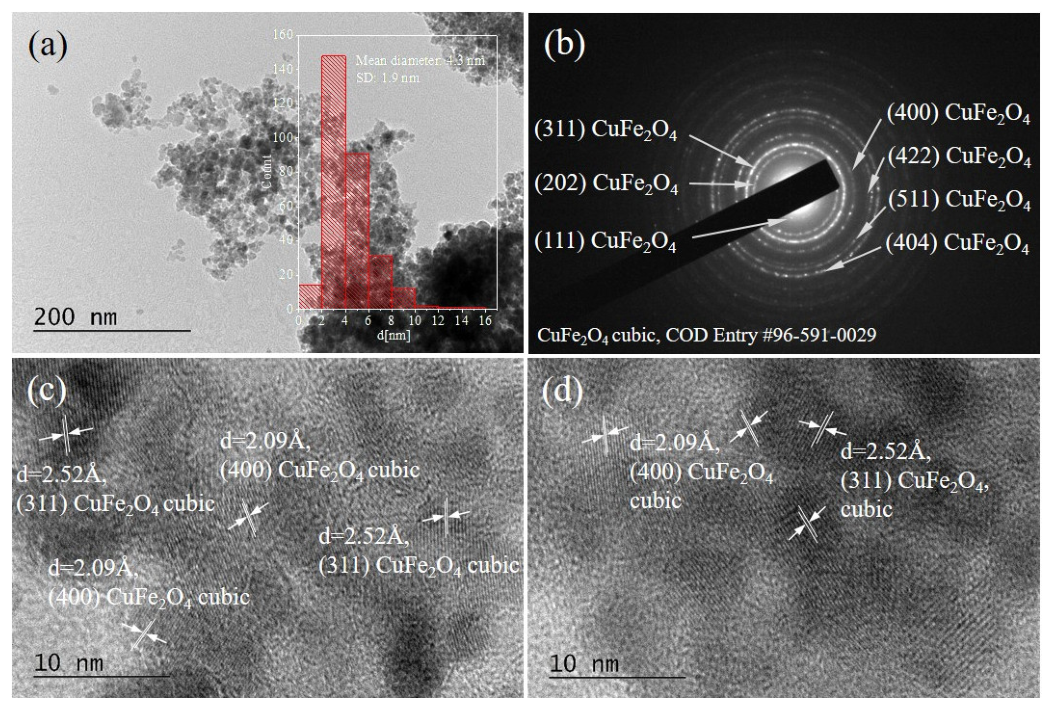 (a)
160
140
120
100
80
60
40
20
0
Count
Mean diameter: 4.3 nm
SD: 1.9 nm
0 2 4 6 8 10 12 14 16
d[nm]
200 nm
(b)
(311) CuFe₂O₄
(202) CuFe₂O₄
(111) CuFe₂O₄
(400) CuFe₂O₄
(422) CuFe₂O₄
(511) CuFe₂O₄
(404) CuFe₂O₄
CuFe₂O₄ cubic, COD Entry #96-591-0029
(c)
d=2.52Å,
(311) CuFe₂O₄ cubic
d=2.09Å,
(400) CuFe₂O₄ cubic
d=2.52Å,
(311) CuFe₂O₄ cubic
d=2.09Å,
(400) CuFe₂O₄ cubic
10 nm
(d)
d=2.09Å,
(400) CuFe₂O₄
cubic
d=2.52Å,
(311) CuFe₂O₄,
cubic
10 nm